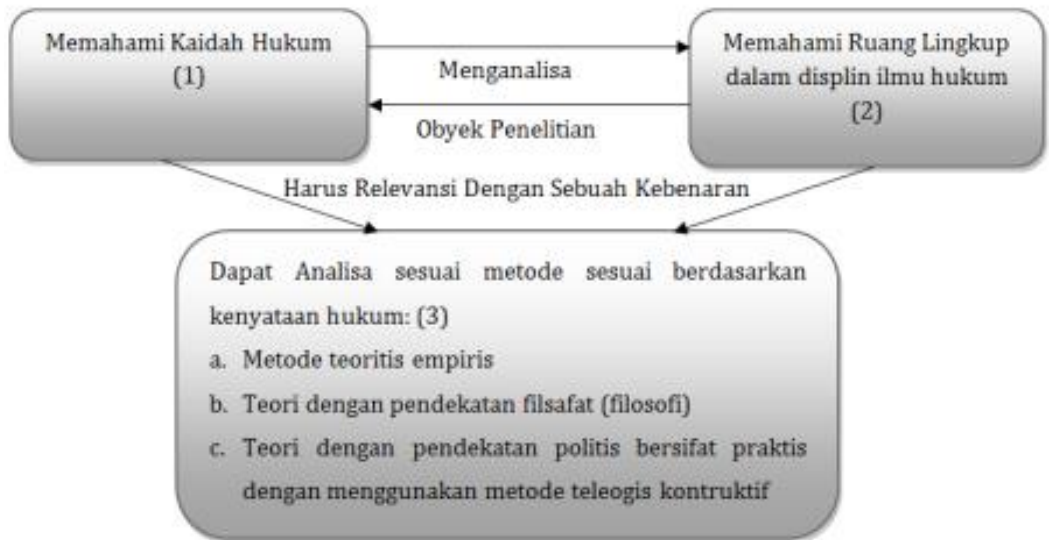 Memahami Kaidah Hukum
(1)
Menganalisa
Obyek Penelitian
Memahami Ruang Lingkup
dalam displin ilmu hukum
(2)
Harus Relevansi Dengan Sebuah Kebenaran
Dapat Analisa sesuai metode sesuai berdasarkan
kenyataan hukum: (3)
a. Metode teoritis empiris
b. Teori dengan pendekatan filsafat (filosofi)
c. Teori dengan pendekatan politis bersifat praktis
dengan menggunakan metode teleogis kontruktif